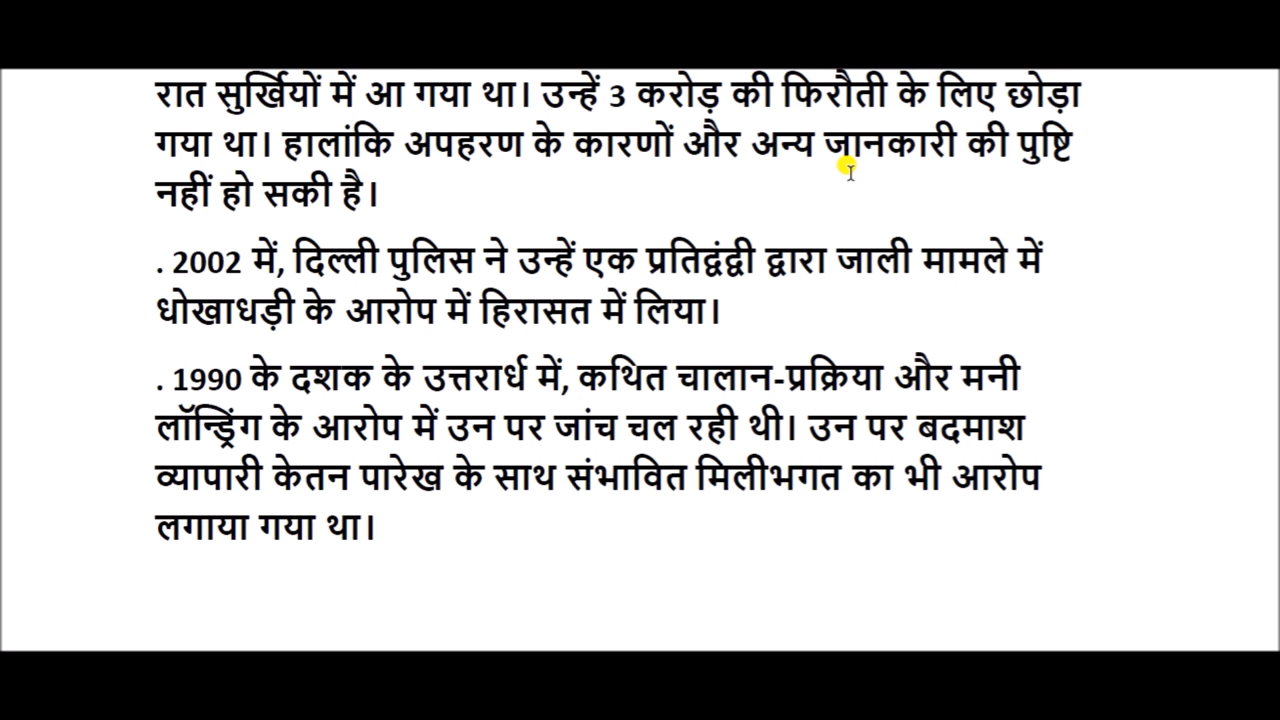 रात सुर्खियों में आ गया था। उन्हें 3 करोड़ की फिरौती के लिए छोड़ा
गया था। हालांकि अपहरण के कारणों और अन्य जानकारी की पुष्टि
नहीं हो सकी है।
. 2002 में, दिल्ली पुलिस ने उन्हें एक प्रतिद्वंद्वी द्वारा जाली मामले में
धोखाधड़ी के आरोप में हिरासत में लिया।
. 1990 के दशक के उत्तरार्ध में, कथित चालान-प्रक्रिया और मनी
लॉन्ड्रिंग के आरोप में उन पर जांच चल रही थी। उन पर बदमाश
व्यापारी केतन पारेख के साथ संभावित मिलीभगत का भी आरोप
लगाया गया था।